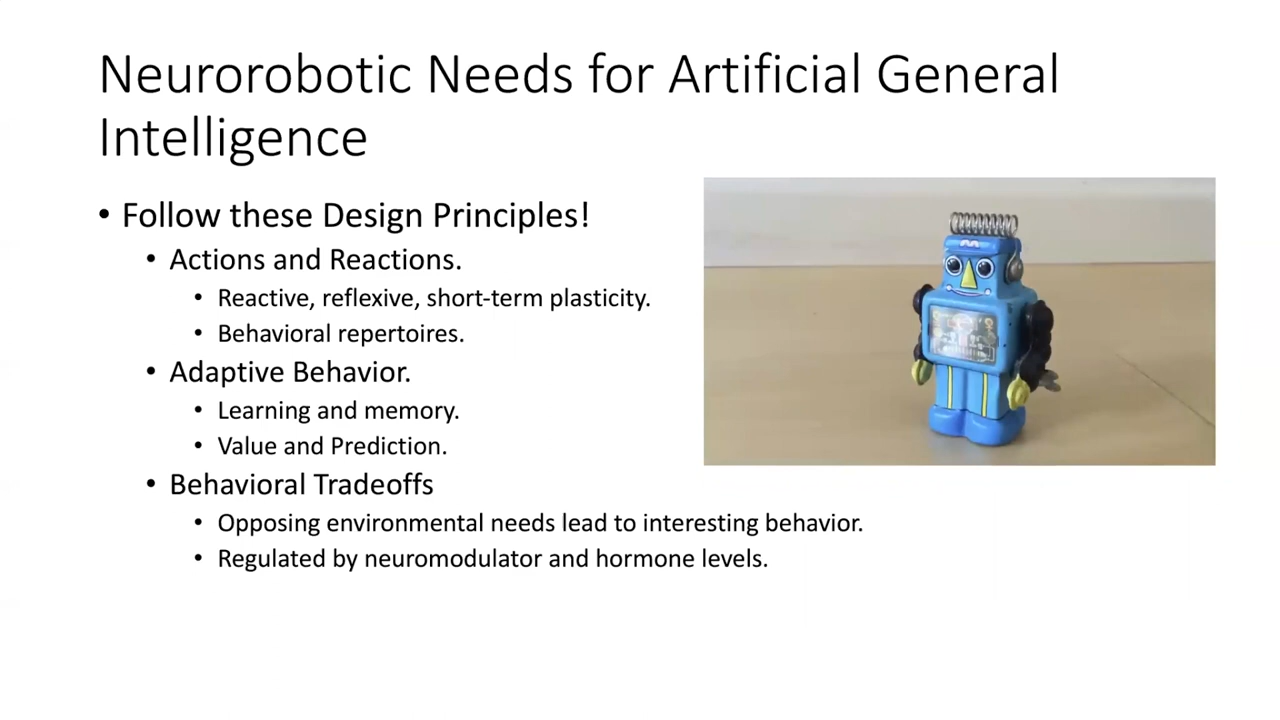 Neurorobotic Needs for Artificial General
Intelligence
• Follow these Design Principles!
• Actions and Reactions.
• Reactive, reflexive, short-term plasticity.
• Behavioral repertoires.
• Adaptive Behavior.
• Learning and memory.
• Value and Prediction.
• Behavioral Tradeoffs
• Opposing environmental needs lead to interesting behavior.
• Regulated by neuromodulator and hormone levels.